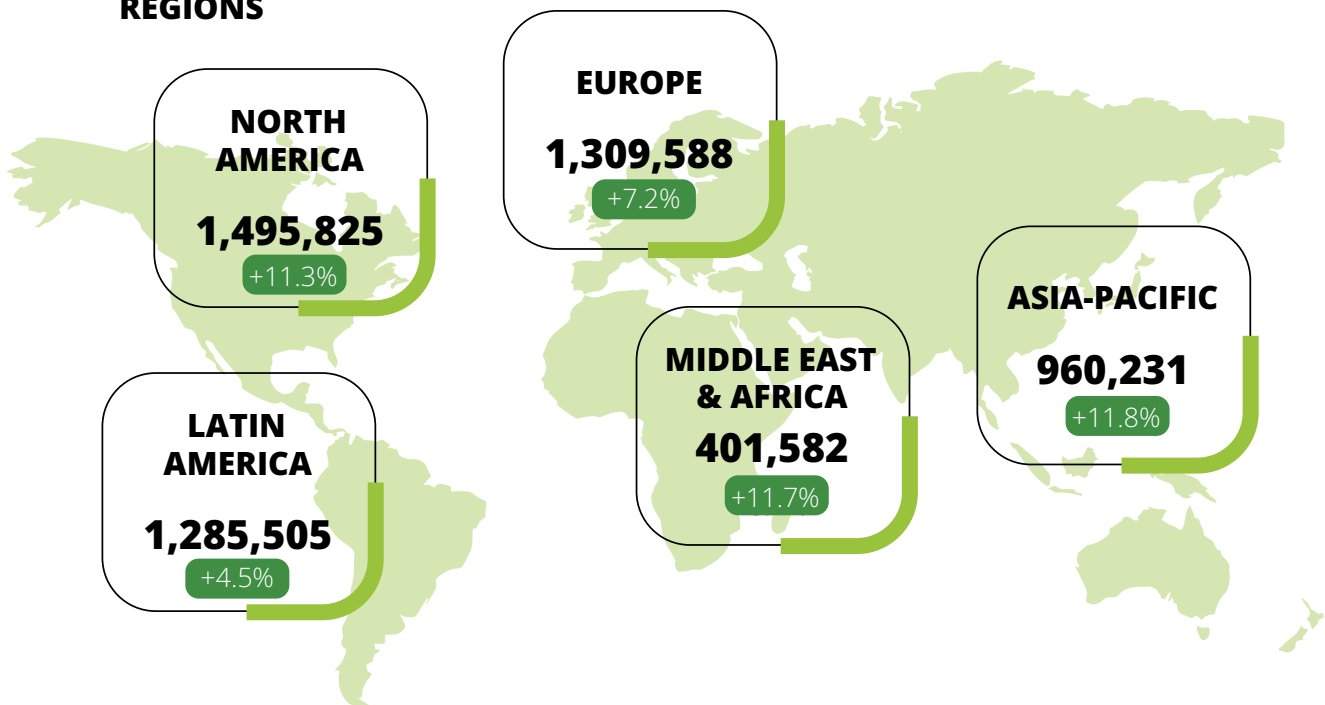 REGIONS
NORTH
AMERICA
1,495,825
+11.3%
EUROPE
1,309,588
+7.2%
ASIA-PACIFIC
960,231
+11.8%
MIDDLE EAST
& AFRICA
401,582
+11.7%
LATIN
AMERICA
1,285,505
+4.5%